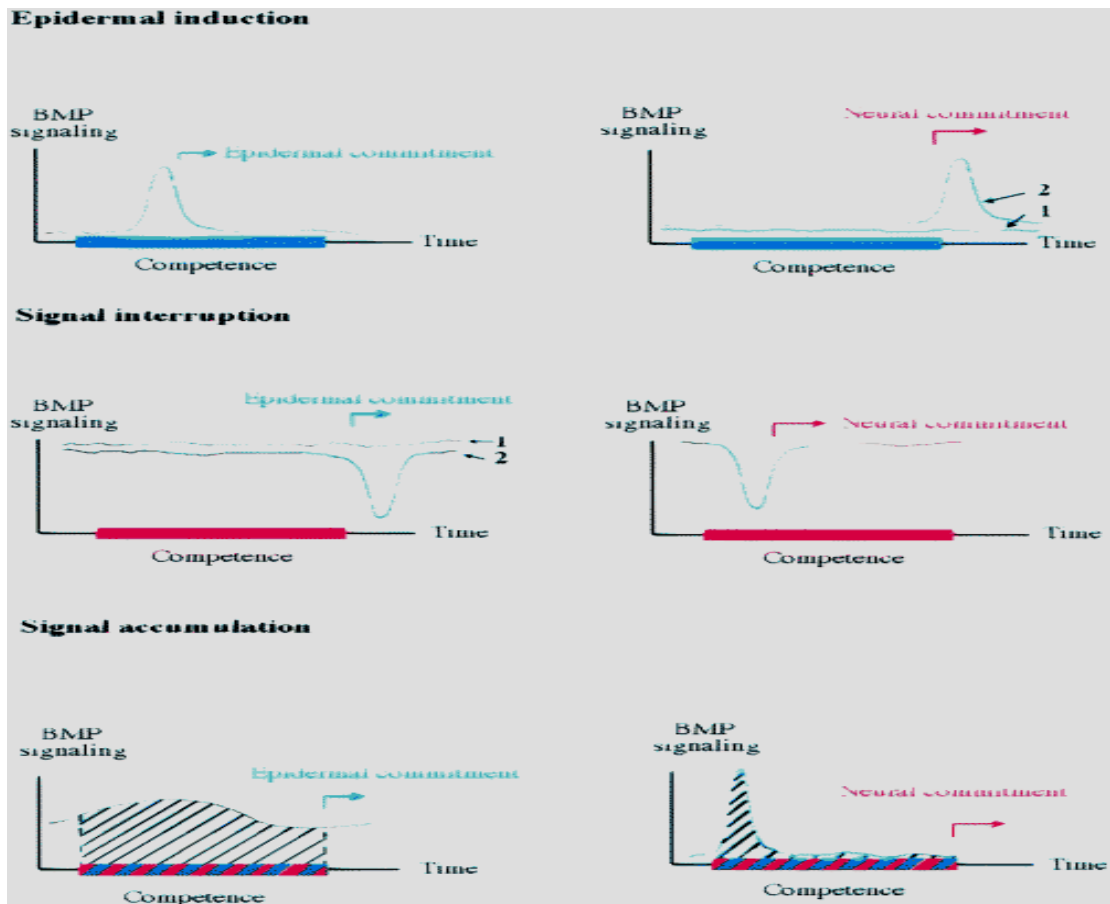 Epidermal induction
BMP
signaling
Epidermal commitment
Time
Competence
BMP
signaling
Neural commitment
2
1
Time
Competence
Signal interruption
BMP
signaling
Epidermal commitment
1
2
Time
Competence
BMP
signaling
Neural commitment
Time
Competence
Signal accumulation
BMP
signaling
Epidermal commitment
Time
Competence
BMP
signaling
Neural commitment
Time
Competence